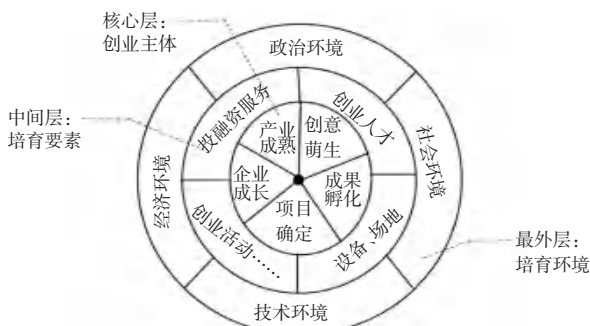 核心层：
创业主体
政治环境
中间层：
培育要素
投融资服务
创业人才
产业
成熟
创意
萌生
社会环境
经济环境
企业
成长
成果
孵化
项目
确定
创业活动……
设备、场地
最外层：
培育环境
技术环境